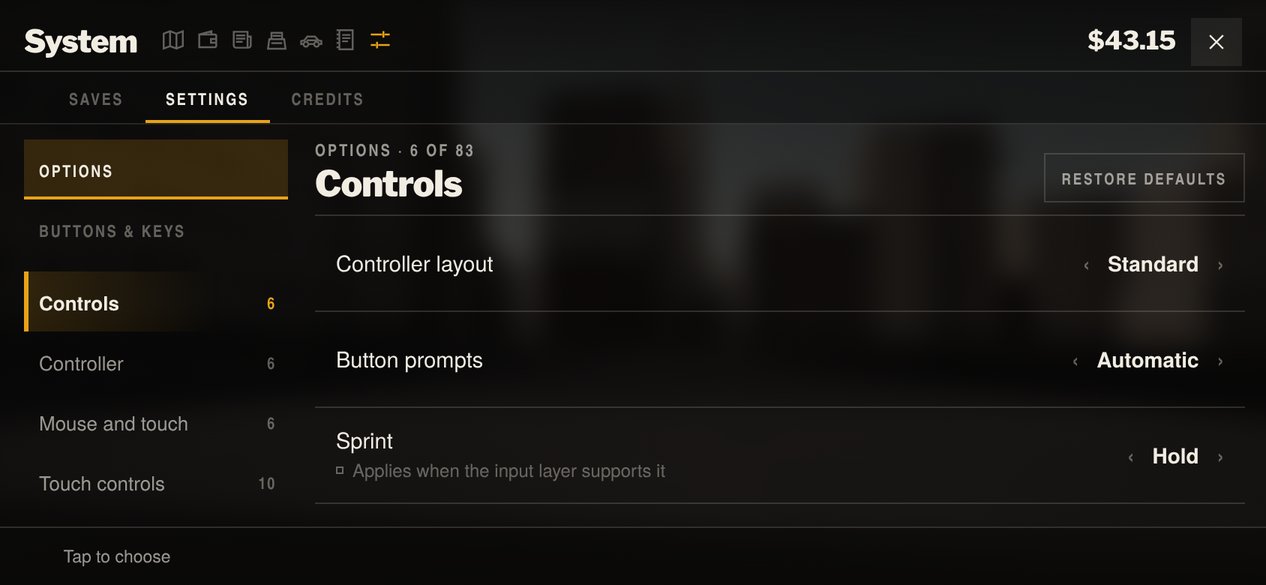 System
$43.15
SAVES SETTINGS CREDITS
OPTIONS
BUTTONS & KEYS
Controls 6
Controller 6
Mouse and touch 6
Touch controls 10
OPTIONS · 6 OF 83
Controls
RESTORE DEFAULTS
Controller layout ‹ Standard ›
Button prompts ‹ Automatic ›
Sprint ‹ Hold ›
Applies when the input layer supports it
Tap to choose